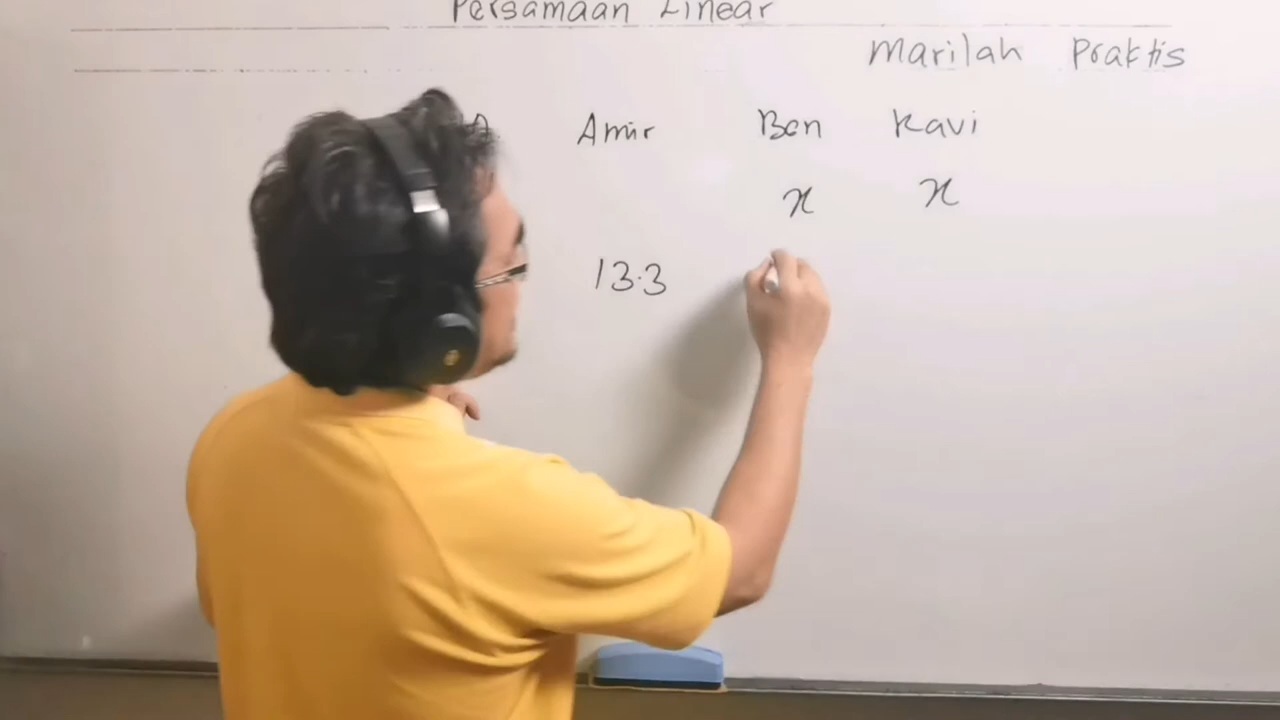 Persamaan Linear
Marilah Praktis
Amir Ben Kavi
x x
13.3